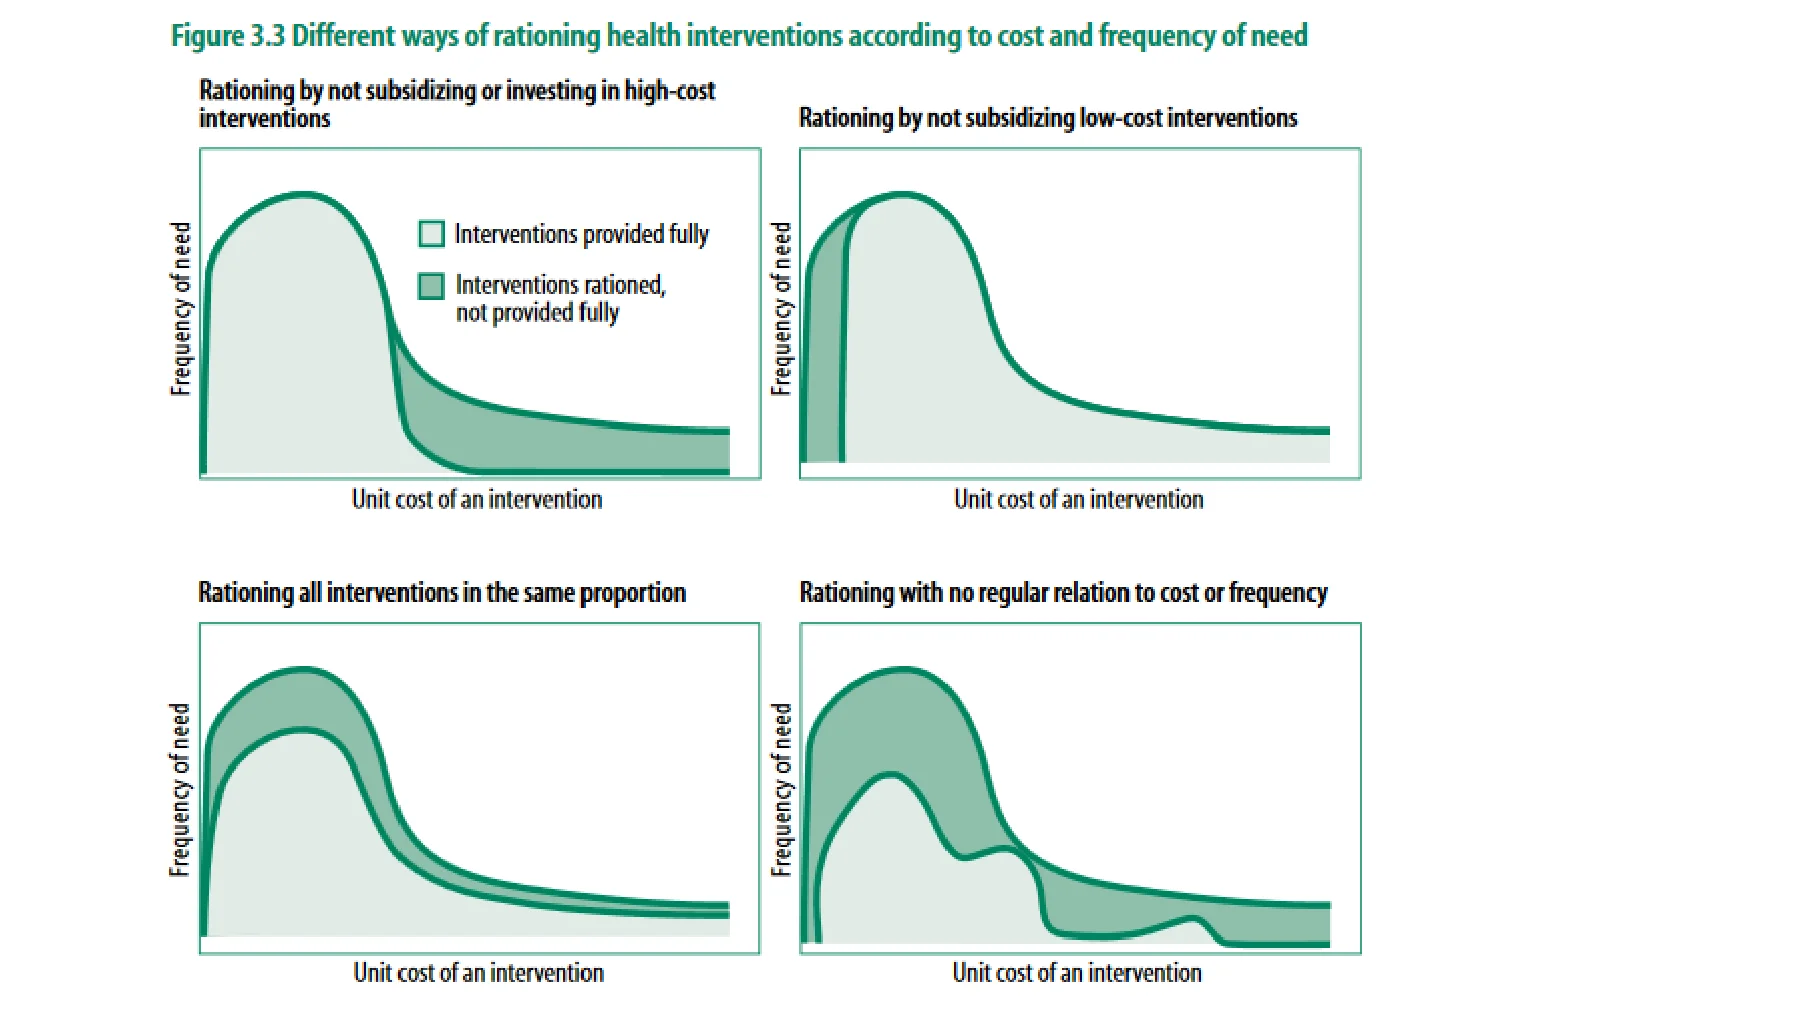 Figure 3.3 Different ways of rationing health interventions according to cost and frequency of need
Rationing by not subsidizing or investing in high-cost
interventions
Frequency of need
Interventions provided fully
Interventions rationed,
not provided fully
Unit cost of an intervention
Rationing by not subsidizing low-cost interventions
Frequency of need
Unit cost of an intervention
Rationing all interventions in the same proportion
Frequency of need
Unit cost of an intervention
Rationing with no regular relation to cost or frequency
Frequency of need
Unit cost of an intervention